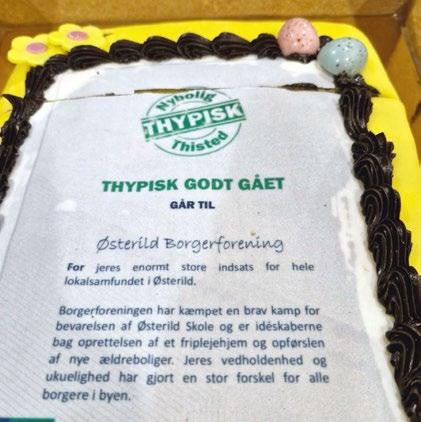 Nybolig
THYPISK
Thisted
THYPISK GODT GÅET
GÅR TIL
Østerild Borgerforening
For jeres enormt store indsats for hele
lokalsamfundet i Østerild.
Borgerforeningen har kæmpet en brav kamp for
bevarelsen af Østerild Skole og er idéskaberne
bag oprettelsen af et friplejehjem og opførslen
af nye ældreboliger. Jeres vedholdenhed og
ukuelighed har gjort en stor forskel for alle
borgere i byen.